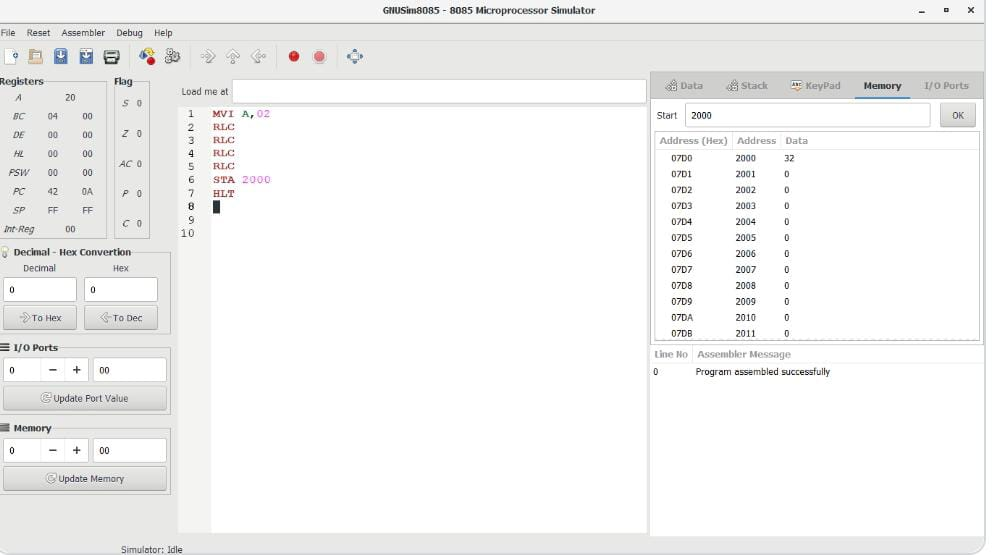 GNUSim8085 - 8085 Microprocessor Simulator
File Reset Assembler Debug Help
Registers
A 20
BC 04 00
DE 00 00
HL 00 00
PSW 00 00
PC 42 0A
SP FF FF
Int-Reg 00
Flag
S 0
Z 0
AC 0
P 0
C 0
Decimal - Hex Convertion
Decimal Hex
0 0
To Hex To Dec
I/O Ports
0 - + 00
Update Port Value
Memory
0 - + 00
Update Memory
Load me at
1 MVI A,02
2 RLC
3 RLC
4 RLC
5 RLC
6 STA 2000
7 HLT
8
9
10
Data Stack KeyPad Memory I/O Ports
Start 2000 OK
Address (Hex) Address Data
07D0 2000 32
07D1 2001 0
07D2 2002 0
07D3 2003 0
07D4 2004 0
07D5 2005 0
07D6 2006 0
07D7 2007 0
07D8 2008 0
07D9 2009 0
07DA 2010 0
07DB 2011 0
Line No Assembler Message
0 Program assembled successfully
Simulator: Idle